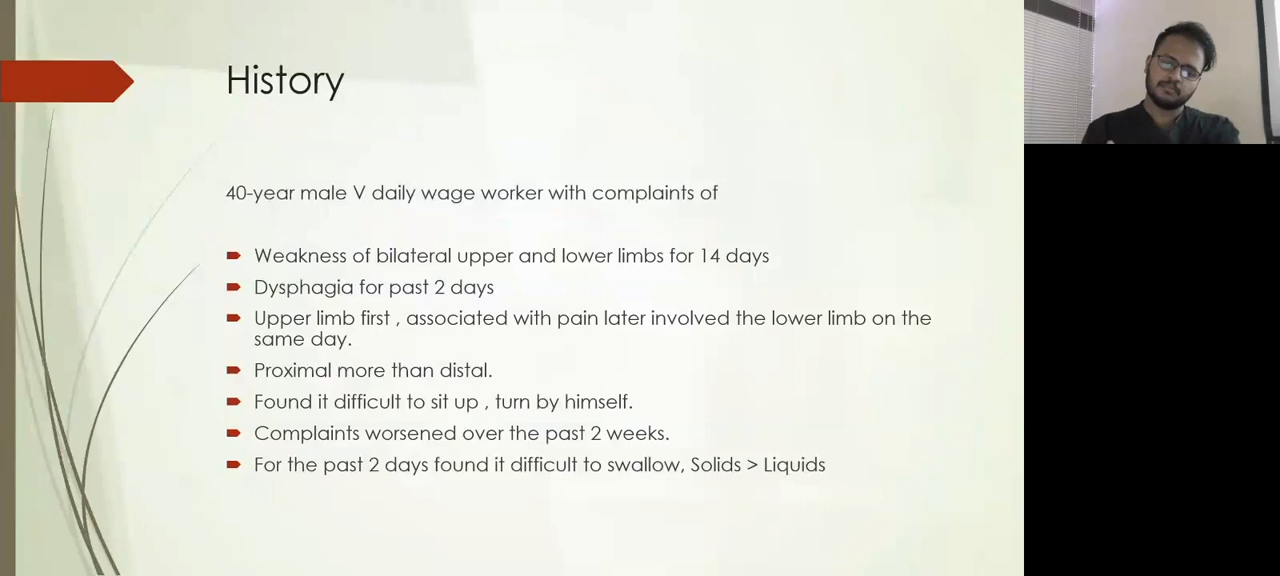 History
40-year male V daily wage worker with complaints of
Weakness of bilateral upper and lower limbs for 14 days
Dysphagia for past 2 days
Upper limb first , associated with pain later involved the lower limb on the
same day.
Proximal more than distal.
Found it difficult to sit up , turn by himself.
Complaints worsened over the past 2 weeks.
For the past 2 days found it difficult to swallow, Solids > Liquids